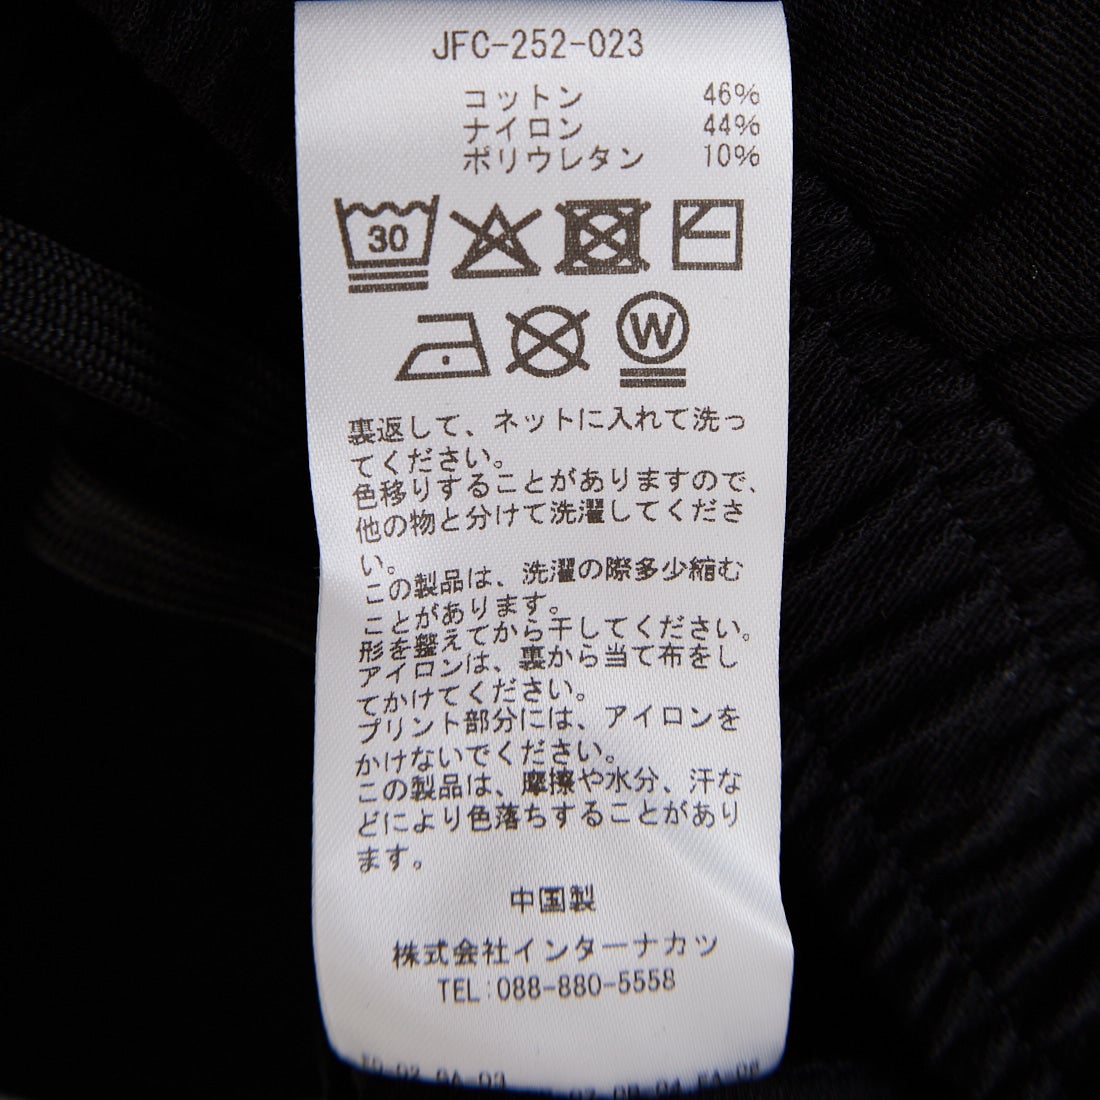 JFC-252-023
コットン 46%
ナイロン 44%
ポリウレタン 10%
30
W
裏返して、ネットに入れて洗っ
てください。
色移りすることがありますので、
他の物と分けて洗濯してくださ
い。
この製品は、洗濯の際多少縮む
ことがあります。
形を整えてから干してください。
アイロンは、裏から当て布をし
てかけてください。
プリント部分には、アイロンを
かけないでください。
この製品は、摩擦や水分、汗な
どにより色落ちすることがあり
ます。
中国製
株式会社インターナカツ
TEL:088-880-5558